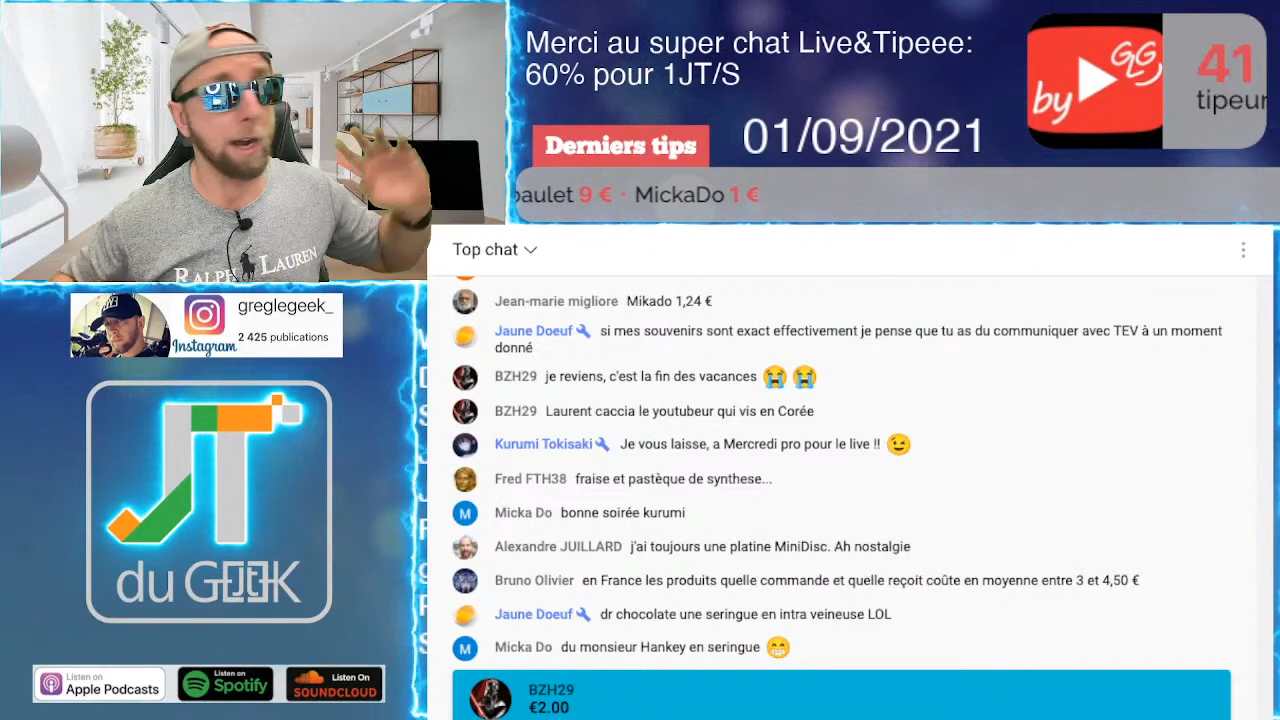 Merci au super chat Live&Tipeee:
60% pour 1JT/S
by GLG
41
tipeur
Derniers tips
01/09/2021
paulet 9 € · MickaDo 1 €
RALPH LAUREN
Top chat
Jean-marie migliore Mikado 1,24 €
Jaune Doeuf si mes souvenirs sont exact effectivement je pense que tu as du communiquer avec TEV à un moment
donné
BZH29 je reviens, c'est la fin des vacances 😭 😭
BZH29 Laurent caccia le youtubeur qui vis en Corée
Kurumi Tokisaki Je vous laisse, a Mercredi pro pour le live !! 😉
Fred FTH38 fraise et pastèque de synthese...
M Micka Do bonne soirée kurumi
Alexandre JUILLARD j'ai toujours une platine MiniDisc. Ah nostalgie
Bruno Olivier en France les produits quelle commande et quelle reçoit coûte en moyenne entre 3 et 4,50 €
Jaune Doeuf dr chocolate une seringue en intra veineuse LOL
M Micka Do du monsieur Hankey en seringue 😁
BZH29
€2.00
greglegeek_
Instagram 2 425 publications
JT
du GEEK
Listen on
Apple Podcasts
Listen on
Spotify
Listen On
SOUNDCLOUD